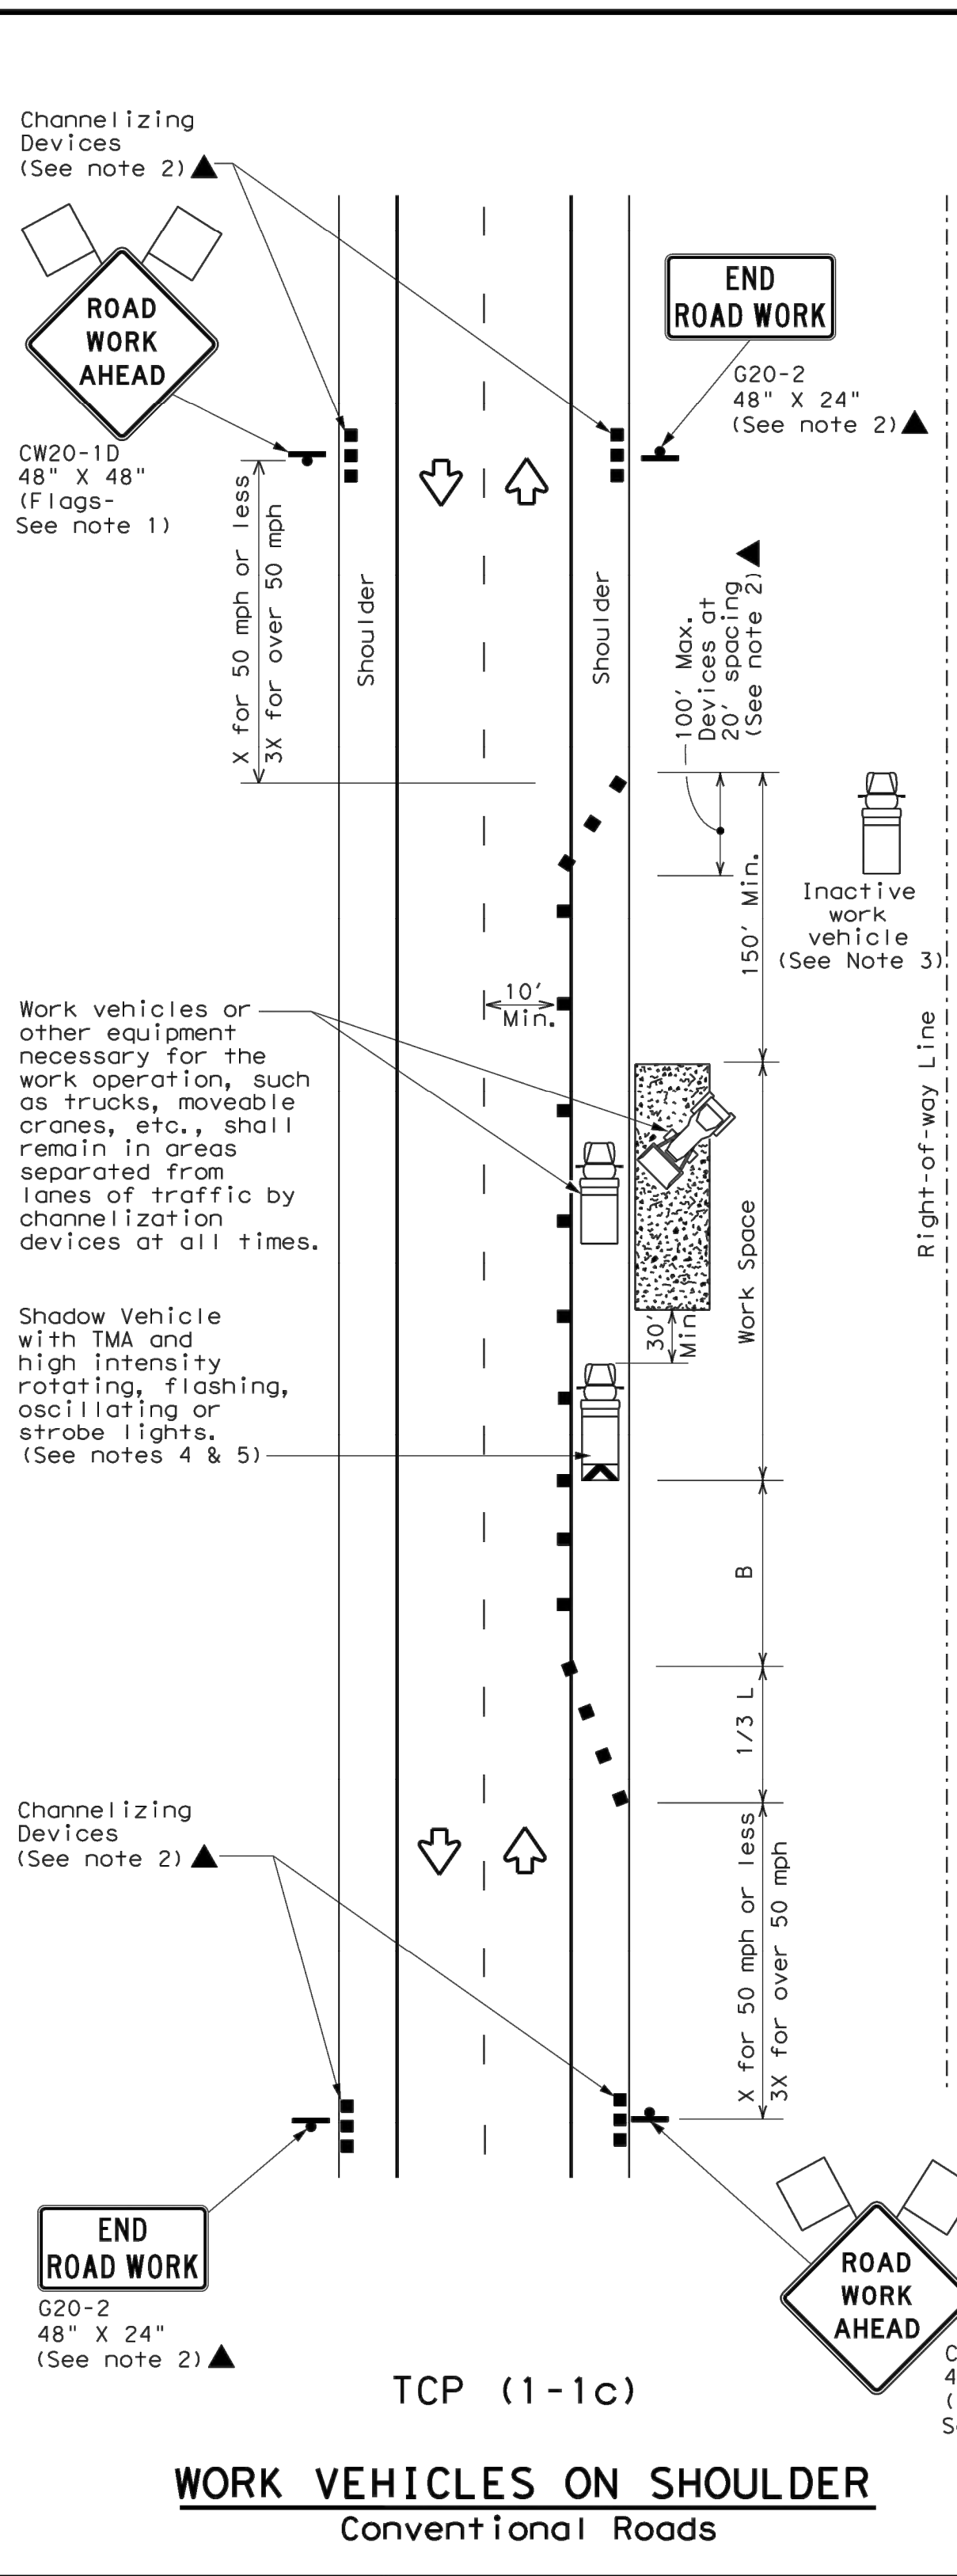 Channelizing
Devices
(See note 2)
ROAD
WORK
AHEAD
CW20-1D
48" X 48"
(Flags-
See note 1)
END
ROAD WORK
G20-2
48" X 24"
(See note 2)
X for 50 mph or less
3X for over 50 mph
Shoulder
Shoulder
100' Max.
Devices at
20' spacing
(See note 2)
150' Min.
Inactive
work
vehicle
(See Note 3)
Right-of-way Line
10'
Min.
Work vehicles or
other equipment
necessary for the
work operation, such
as trucks, moveable
cranes, etc., shall
remain in areas
separated from
lanes of traffic by
channelization
devices at all times.
Work Space
30'
Min.
Shadow Vehicle
with TMA and
high intensity
rotating, flashing,
oscillating or
strobe lights.
(See notes 4 & 5)
B
1/3 L
Channelizing
Devices
(See note 2)
X for 50 mph or less
3X for over 50 mph
END
ROAD WORK
G20-2
48" X 24"
(See note 2)
ROAD
WORK
AHEAD
TCP (1-1c)
WORK VEHICLES ON SHOULDER
Conventional Roads